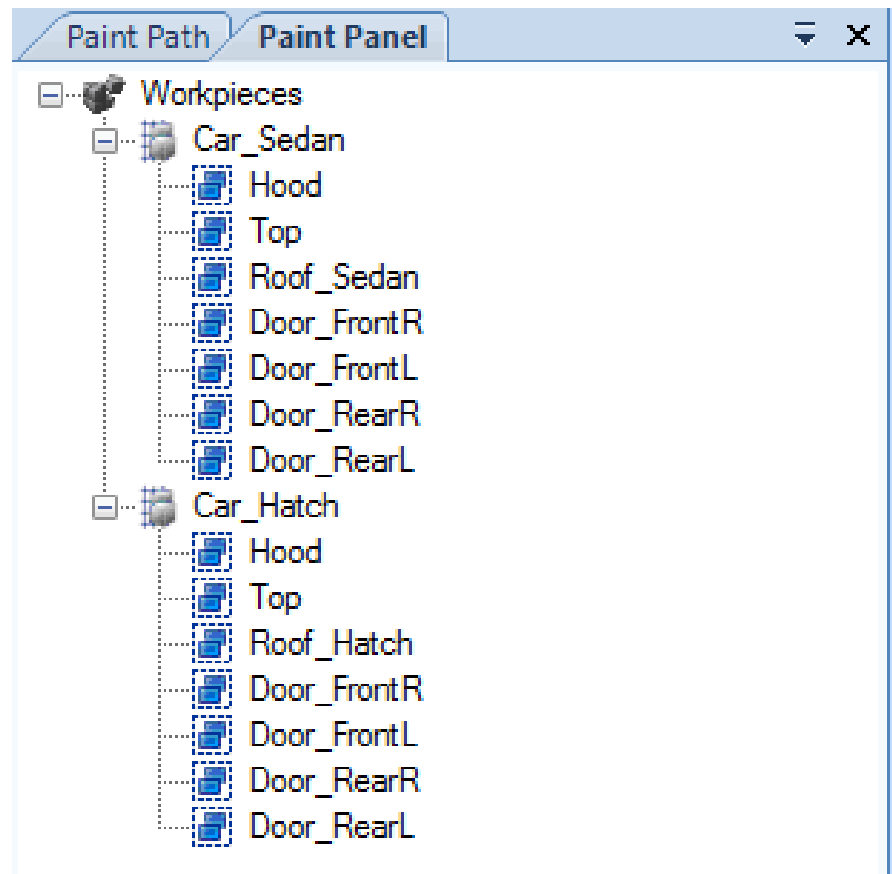 Paint Path Paint Panel
Workpieces
Car_Sedan
Hood
Top
Roof_Sedan
Door_FrontR
Door_FrontL
Door_RearR
Door_RearL
Car_Hatch
Hood
Top
Roof_Hatch
Door_FrontR
Door_FrontL
Door_RearR
Door_RearL